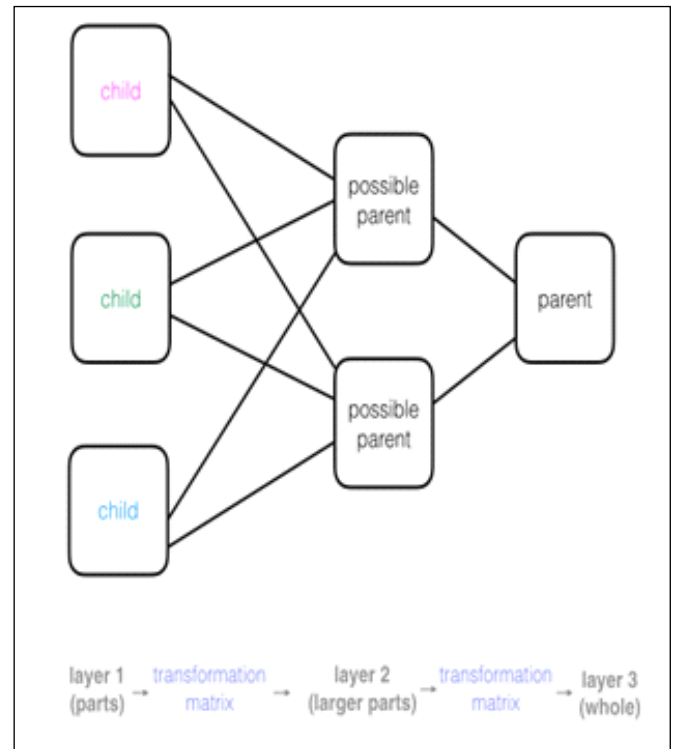 child
possible
parent
child
parent
possible
parent
child
layer 1
(parts)
→
transformation
matrix
→
layer 2
(larger parts)
→
transformation
matrix
→
layer 3
(whole)